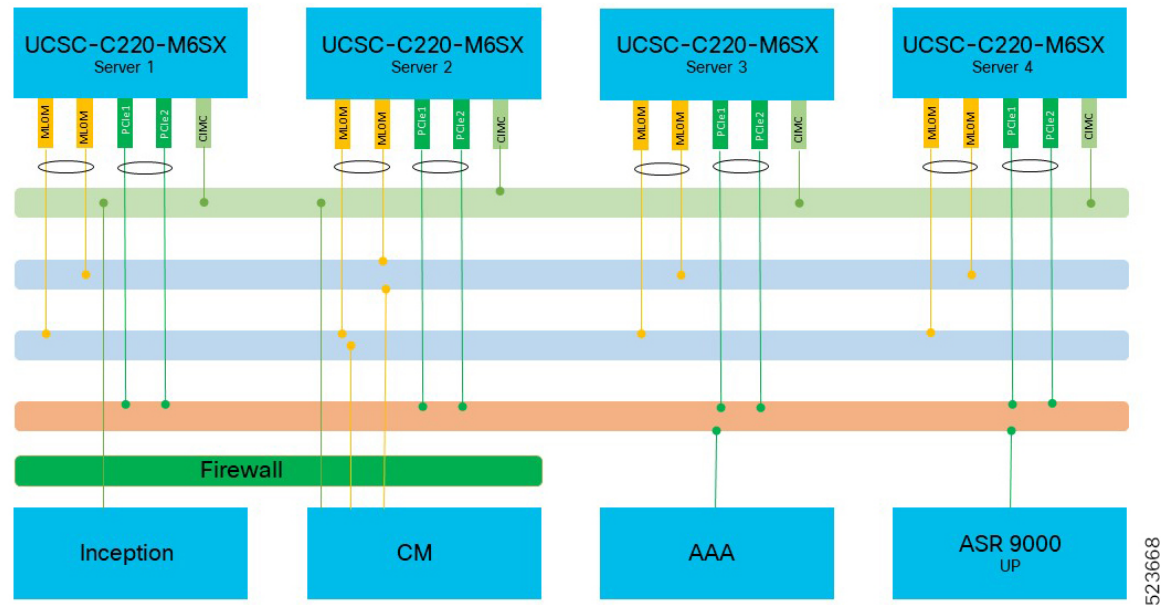 UCSC-C220-M6SX
Server 1
UCSC-C220-M6SX
Server 2
UCSC-C220-M6SX
Server 3
UCSC-C220-M6SX
Server 4
MLOM
MLOM
PCIe1
PCIe2
CIMC
MLOM
MLOM
PCIe1
PCIe2
CIMC
MLOM
MLOM
PCIe1
PCIe2
CIMC
MLOM
MLOM
PCIe1
PCIe2
CIMC
Firewall
Inception
CM
AAA
ASR 9000
UP
523668